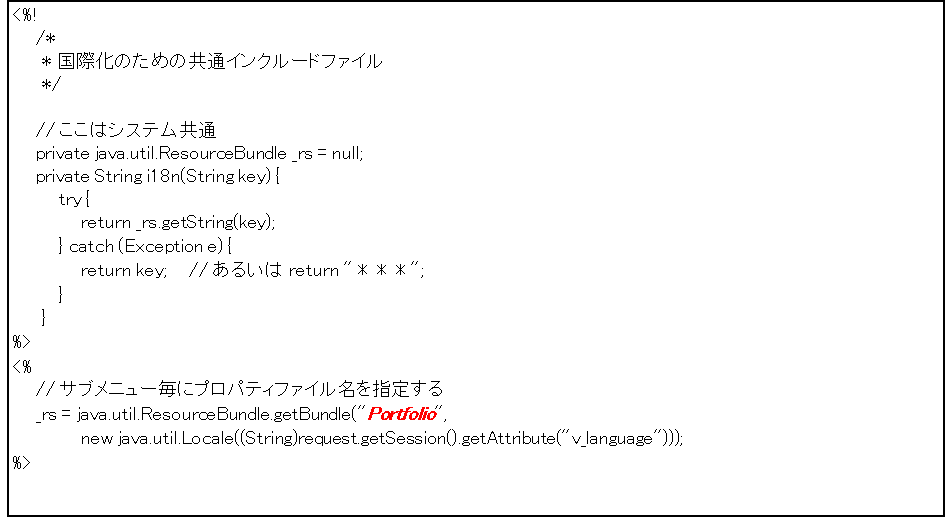 <%!
/*
* 国際化のための共通インクルードファイル
*/
// ここはシステム共通
private java.util.ResourceBundle _rs = null;
private String i18n(String key) {
try {
return _rs.getString(key);
} catch (Exception e) {
return key; // あるいは return "＊＊＊";
}
}
%>
<%
// サブメニュー毎にプロパティファイル名を指定する
_rs = java.util.ResourceBundle.getBundle("Portfolio",
new java.util.Locale((String)request.getSession().getAttribute("v_language")));
%>